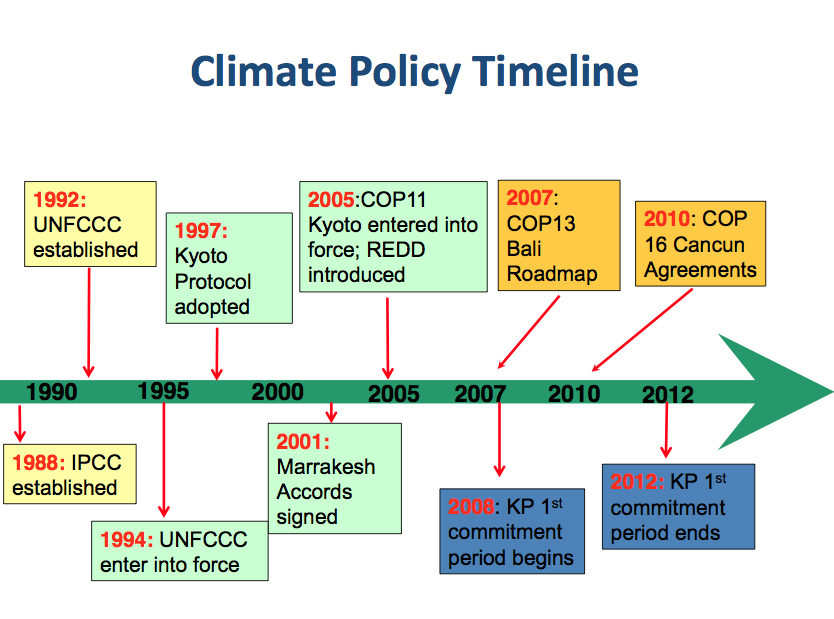 Climate Policy Timeline
1992:
UNFCCC
established
1997:
Kyoto
Protocol
adopted
2005:COP11
Kyoto entered into
force; REDD
introduced
2007:
COP13
Bali
Roadmap
2010: COP
16 Cancun
Agreements
1990 1995 2000 2005 2007 2010 2012
1988: IPCC
established
1994: UNFCCC
enter into force
2001:
Marrakesh
Accords
signed
2008: KP 1st
commitment
period begins
2012: KP 1st
commitment
period ends